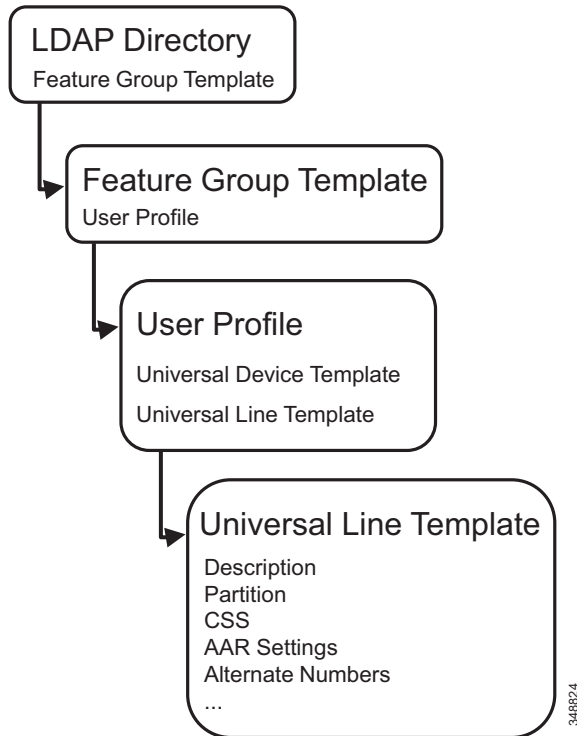 LDAP Directory
Feature Group Template
Feature Group Template
User Profile
User Profile
Universal Device Template
Universal Line Template
Universal Line Template
Description
Partition
CSS
AAR Settings
Alternate Numbers
...
348824